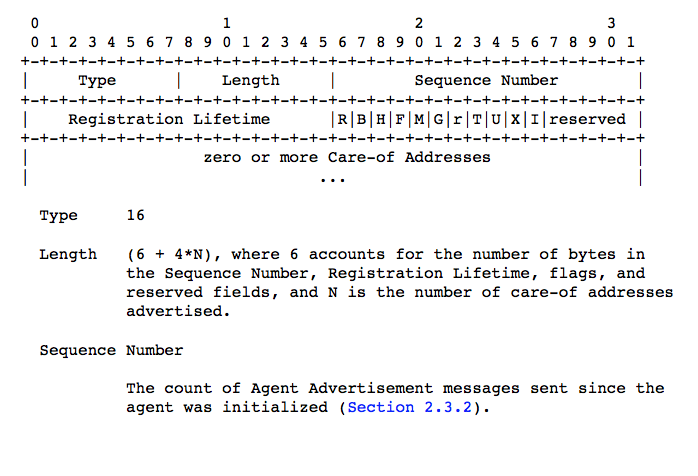 0                   1                   2                   3
0 1 2 3 4 5 6 7 8 9 0 1 2 3 4 5 6 7 8 9 0 1 2 3 4 5 6 7 8 9 0 1
+-+-+-+-+-+-+-+-+-+-+-+-+-+-+-+-+-+-+-+-+-+-+-+-+-+-+-+-+-+-+-+-+
|     Type      |    Length     |        Sequence Number        |
+-+-+-+-+-+-+-+-+-+-+-+-+-+-+-+-+-+-+-+-+-+-+-+-+-+-+-+-+-+-+-+-+
|    Registration Lifetime      |R|B|H|F|M|G|r|T|U|X|I|reserved |
+-+-+-+-+-+-+-+-+-+-+-+-+-+-+-+-+-+-+-+-+-+-+-+-+-+-+-+-+-+-+-+-+
|                  zero or more Care-of Addresses               |
|                              ...                              |
Type     16
Length   (6 + 4*N), where 6 accounts for the number of bytes in
the Sequence Number, Registration Lifetime, flags, and
reserved fields, and N is the number of care-of addresses
advertised.
Sequence Number
The count of Agent Advertisement messages sent since the
agent was initialized (Section 2.3.2).